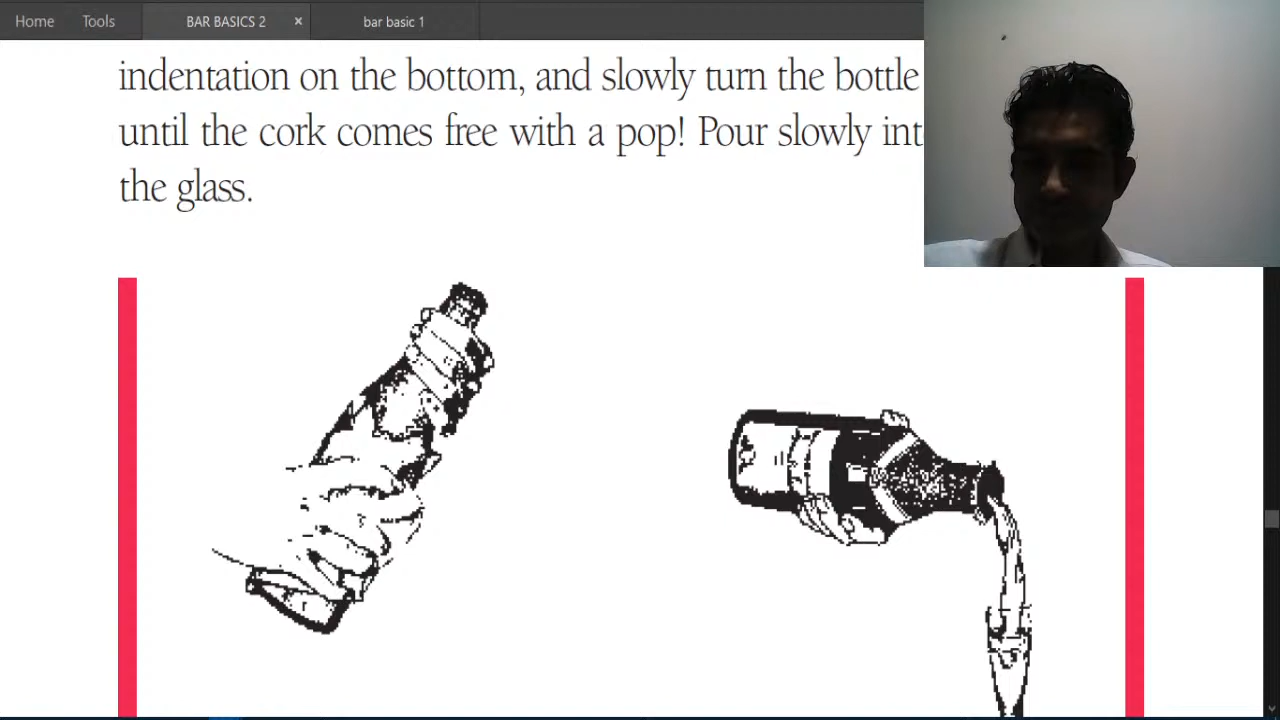 Home Tools BAR BASICS 2 × bar basic 1
indentation on the bottom, and slowly turn the bottle
until the cork comes free with a pop! Pour slowly int
the glass.